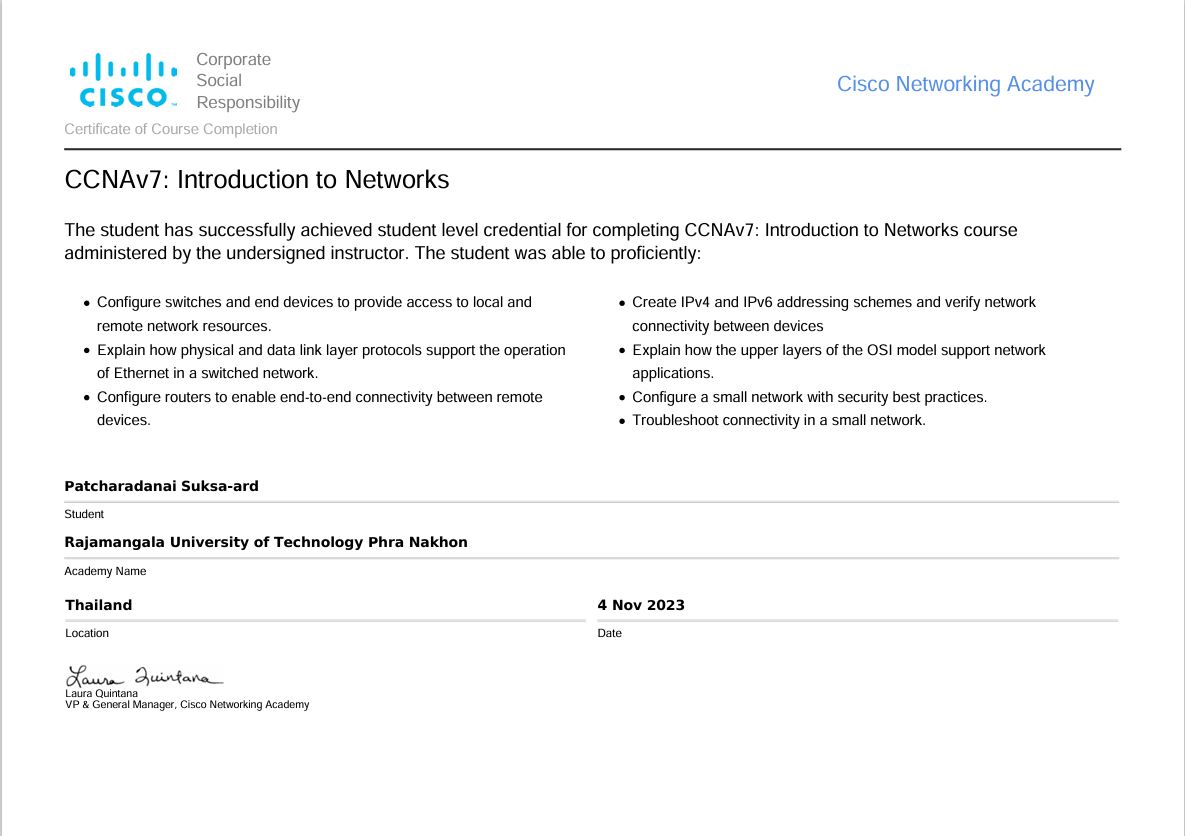 CISCO™
Corporate
Social
Responsibility
Cisco Networking Academy
Certificate of Course Completion
CCNAv7: Introduction to Networks
The student has successfully achieved student level credential for completing CCNAv7: Introduction to Networks course
administered by the undersigned instructor. The student was able to proficiently:
• Configure switches and end devices to provide access to local and
remote network resources.
• Explain how physical and data link layer protocols support the operation
of Ethernet in a switched network.
• Configure routers to enable end-to-end connectivity between remote
devices.
• Create IPv4 and IPv6 addressing schemes and verify network
connectivity between devices
• Explain how the upper layers of the OSI model support network
applications.
• Configure a small network with security best practices.
• Troubleshoot connectivity in a small network.
Patcharadanai Suksa-ard
Student
Rajamangala University of Technology Phra Nakhon
Academy Name
Thailand
Location
4 Nov 2023
Date
Laura Quintana
Laura Quintana
VP & General Manager, Cisco Networking Academy